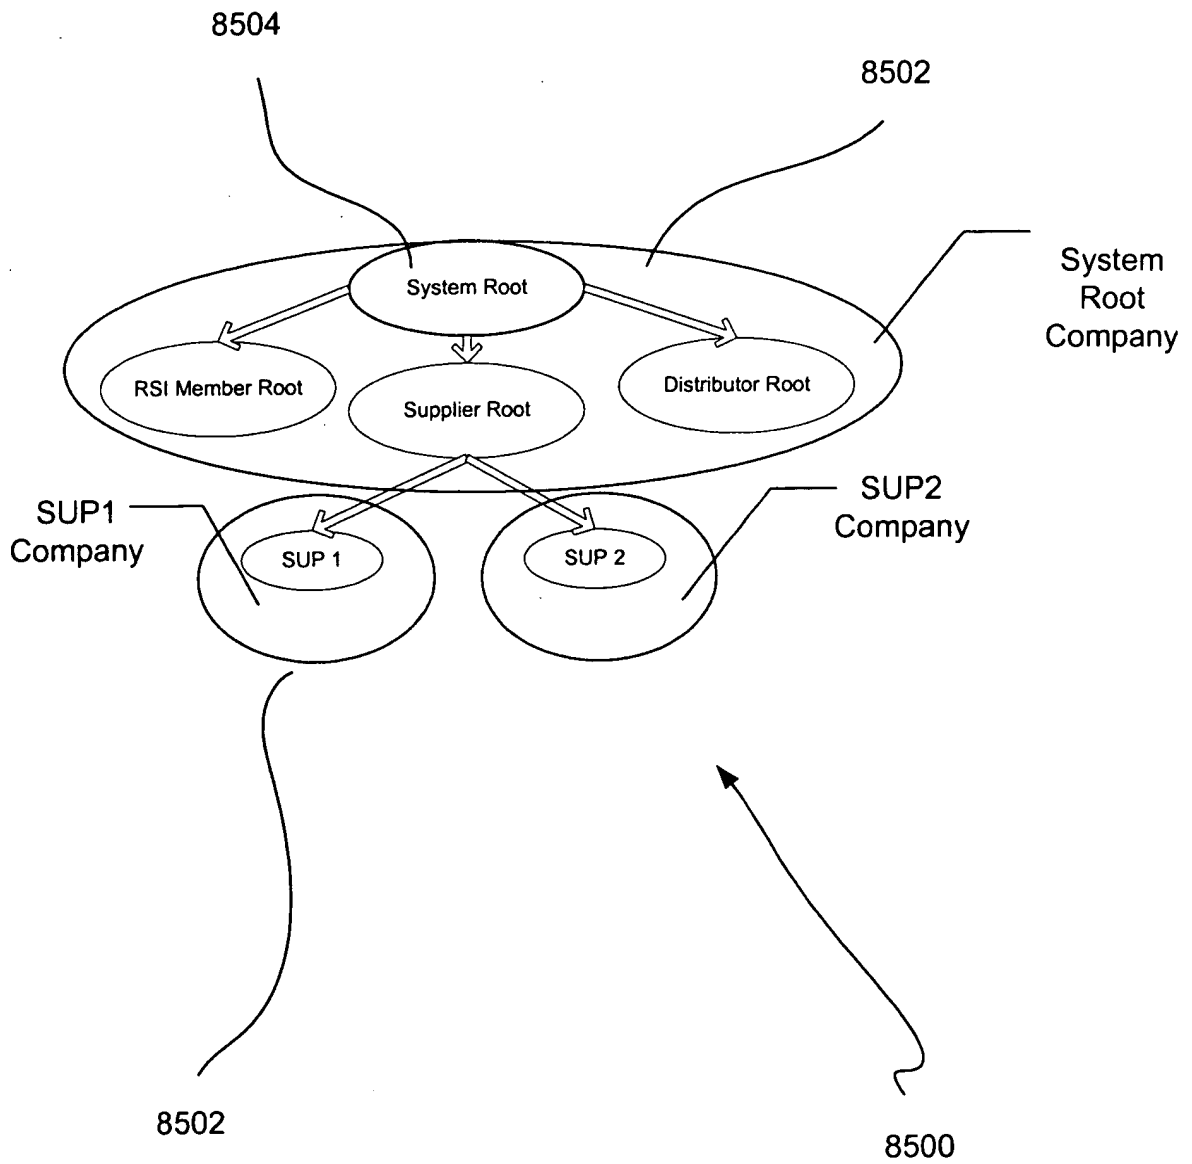 8504
8502
System Root
System
Root
Company
RSI Member Root
Supplier Root
Distributor Root
SUP1
Company
SUP2
Company
SUP 1
SUP 2
8502
8500